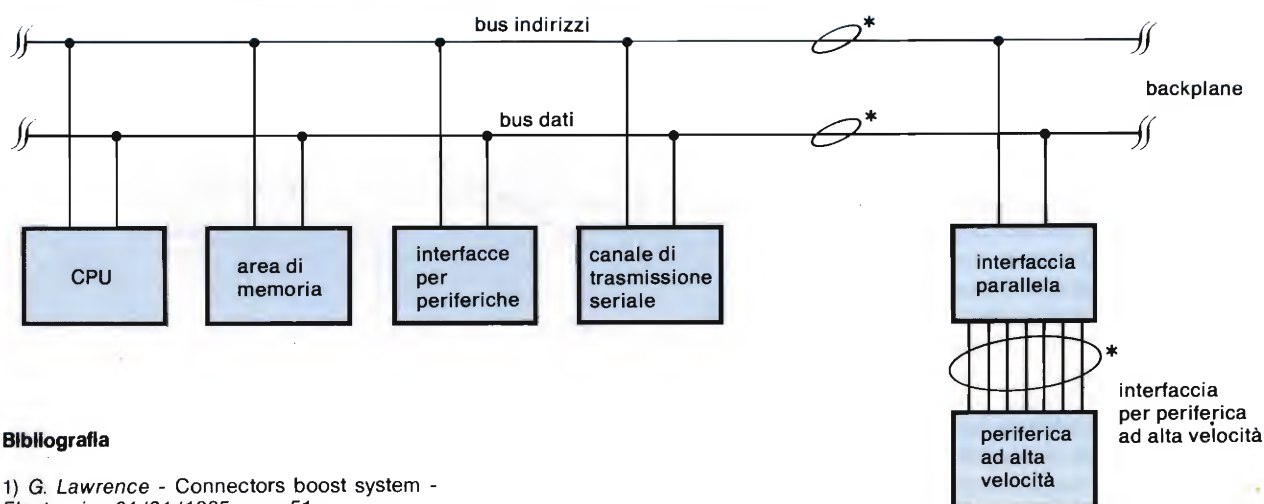 bus indirizzi
*
backplane
bus dati
*
CPU
area di
memoria
interfacce
per
periferiche
canale di
trasmissione
seriale
interfaccia
parallela
*
interfaccia
per periferica
ad alta velocità
periferica
ad alta
velocità
Bibliografia
1) G. Lawrence - Connectors boost system -